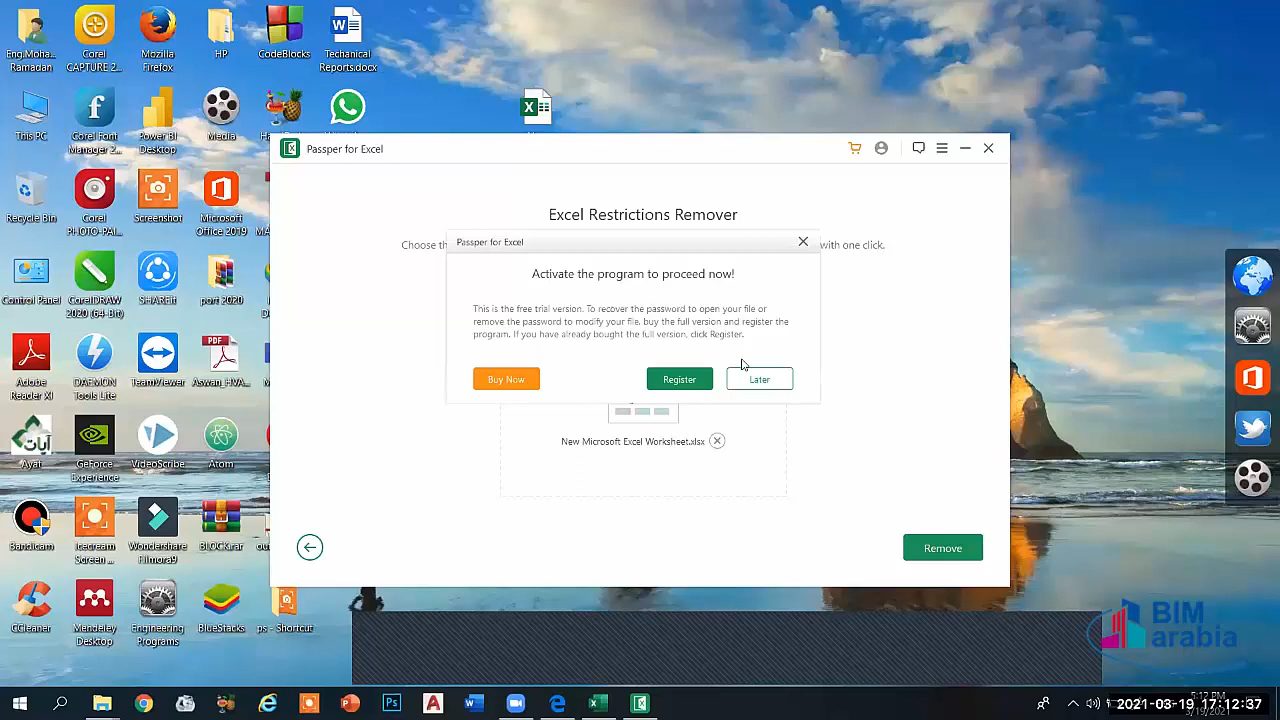 Eng.Moha...
Ramadan
Corel
CAPTURE 2...
Mozilla
Firefox
HP
CodeBlocks
Techanical
Reports.docx
This PC
Corel Font
Manager 2...
Power BI
Desktop
Media
Recycle Bin
Corel
PHOTO-PAI...
Screenshot
Microsoft
Office 2019
Control Panel
CorelDRAW
2020 (64-Bit)
SHAREit
port 2020
Adobe
Reader XI
DAEMON
Tools Lite
TeamViewer
Aswan_HVA...
Ayat
GeForce
Experience
VideoScribe
Atom
Bandicam
Icecream
Screen ...
Wondershare
Filmora9
BLOCK.rar
CCleaner
Mendeley
Desktop
Engineering
Programs
BlueStacks
ps - Shortcut
Passper for Excel
Excel Restrictions Remover
Choose th
with one click.
Passper for Excel
Activate the program to proceed now!
This is the free trial version. To recover the password to open your file or
remove the password to modify your file, buy the full version and register the
program. If you have already bought the full version, click Register.
Buy Now
Register
Later
New Microsoft Excel Worksheet.xlsx
Remove
BIM
arabia
5:12 PM
2021-03-19 17:12:37